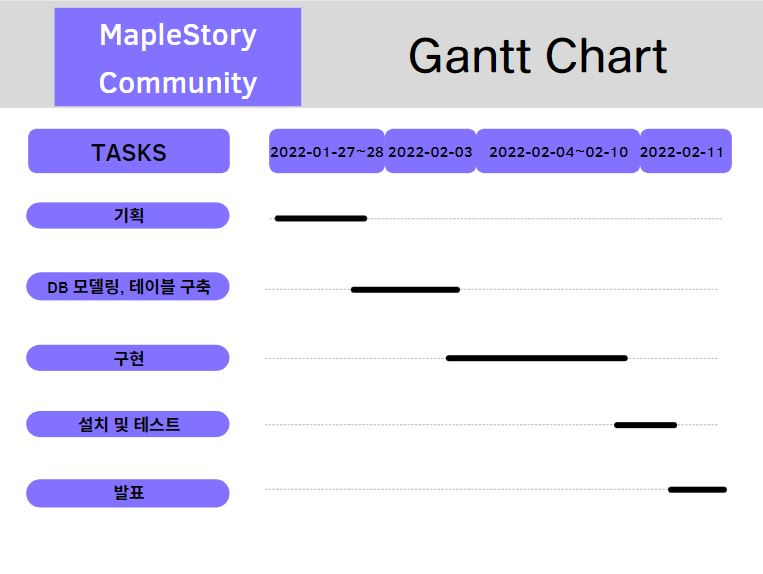 MapleStory
Community
Gantt Chart
TASKS
2022-01-27~28
2022-02-03
2022-02-04~02-10
2022-02-11
기획
DB 모델링, 테이블 구축
구현
설치 및 테스트
발표